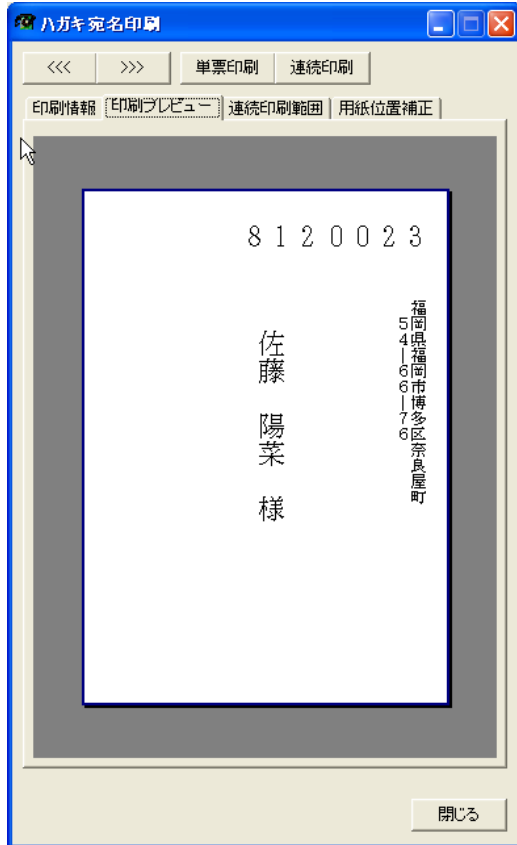 ハガキ宛名印刷
<<<
>>>
単票印刷
連続印刷
印刷情報
印刷プレビュー
連続印刷範囲
用紙位置補正
8120023
福岡県福岡市博多区奈良屋町
54|66|76
佐藤 陽菜 様
閉じる